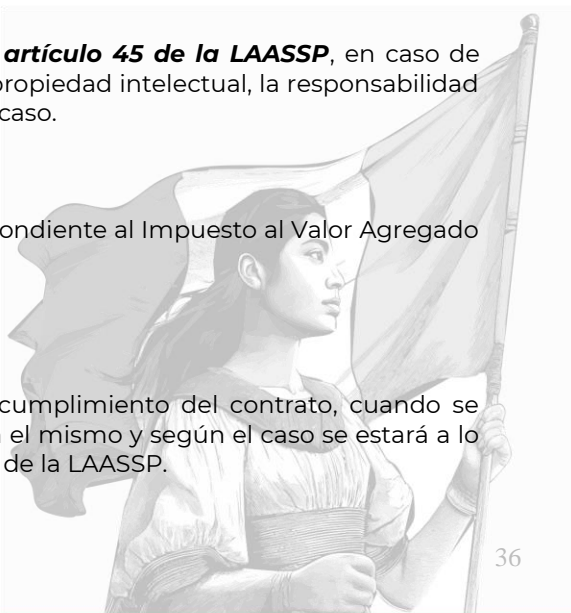 artículo 45 de la LAASSP, en caso de
propiedad intelectual, la responsabilidad
caso.
ondiente al Impuesto al Valor Agregado
cumplimiento del contrato, cuando se
el mismo y según el caso se estará a lo
de la LAASSP.
36